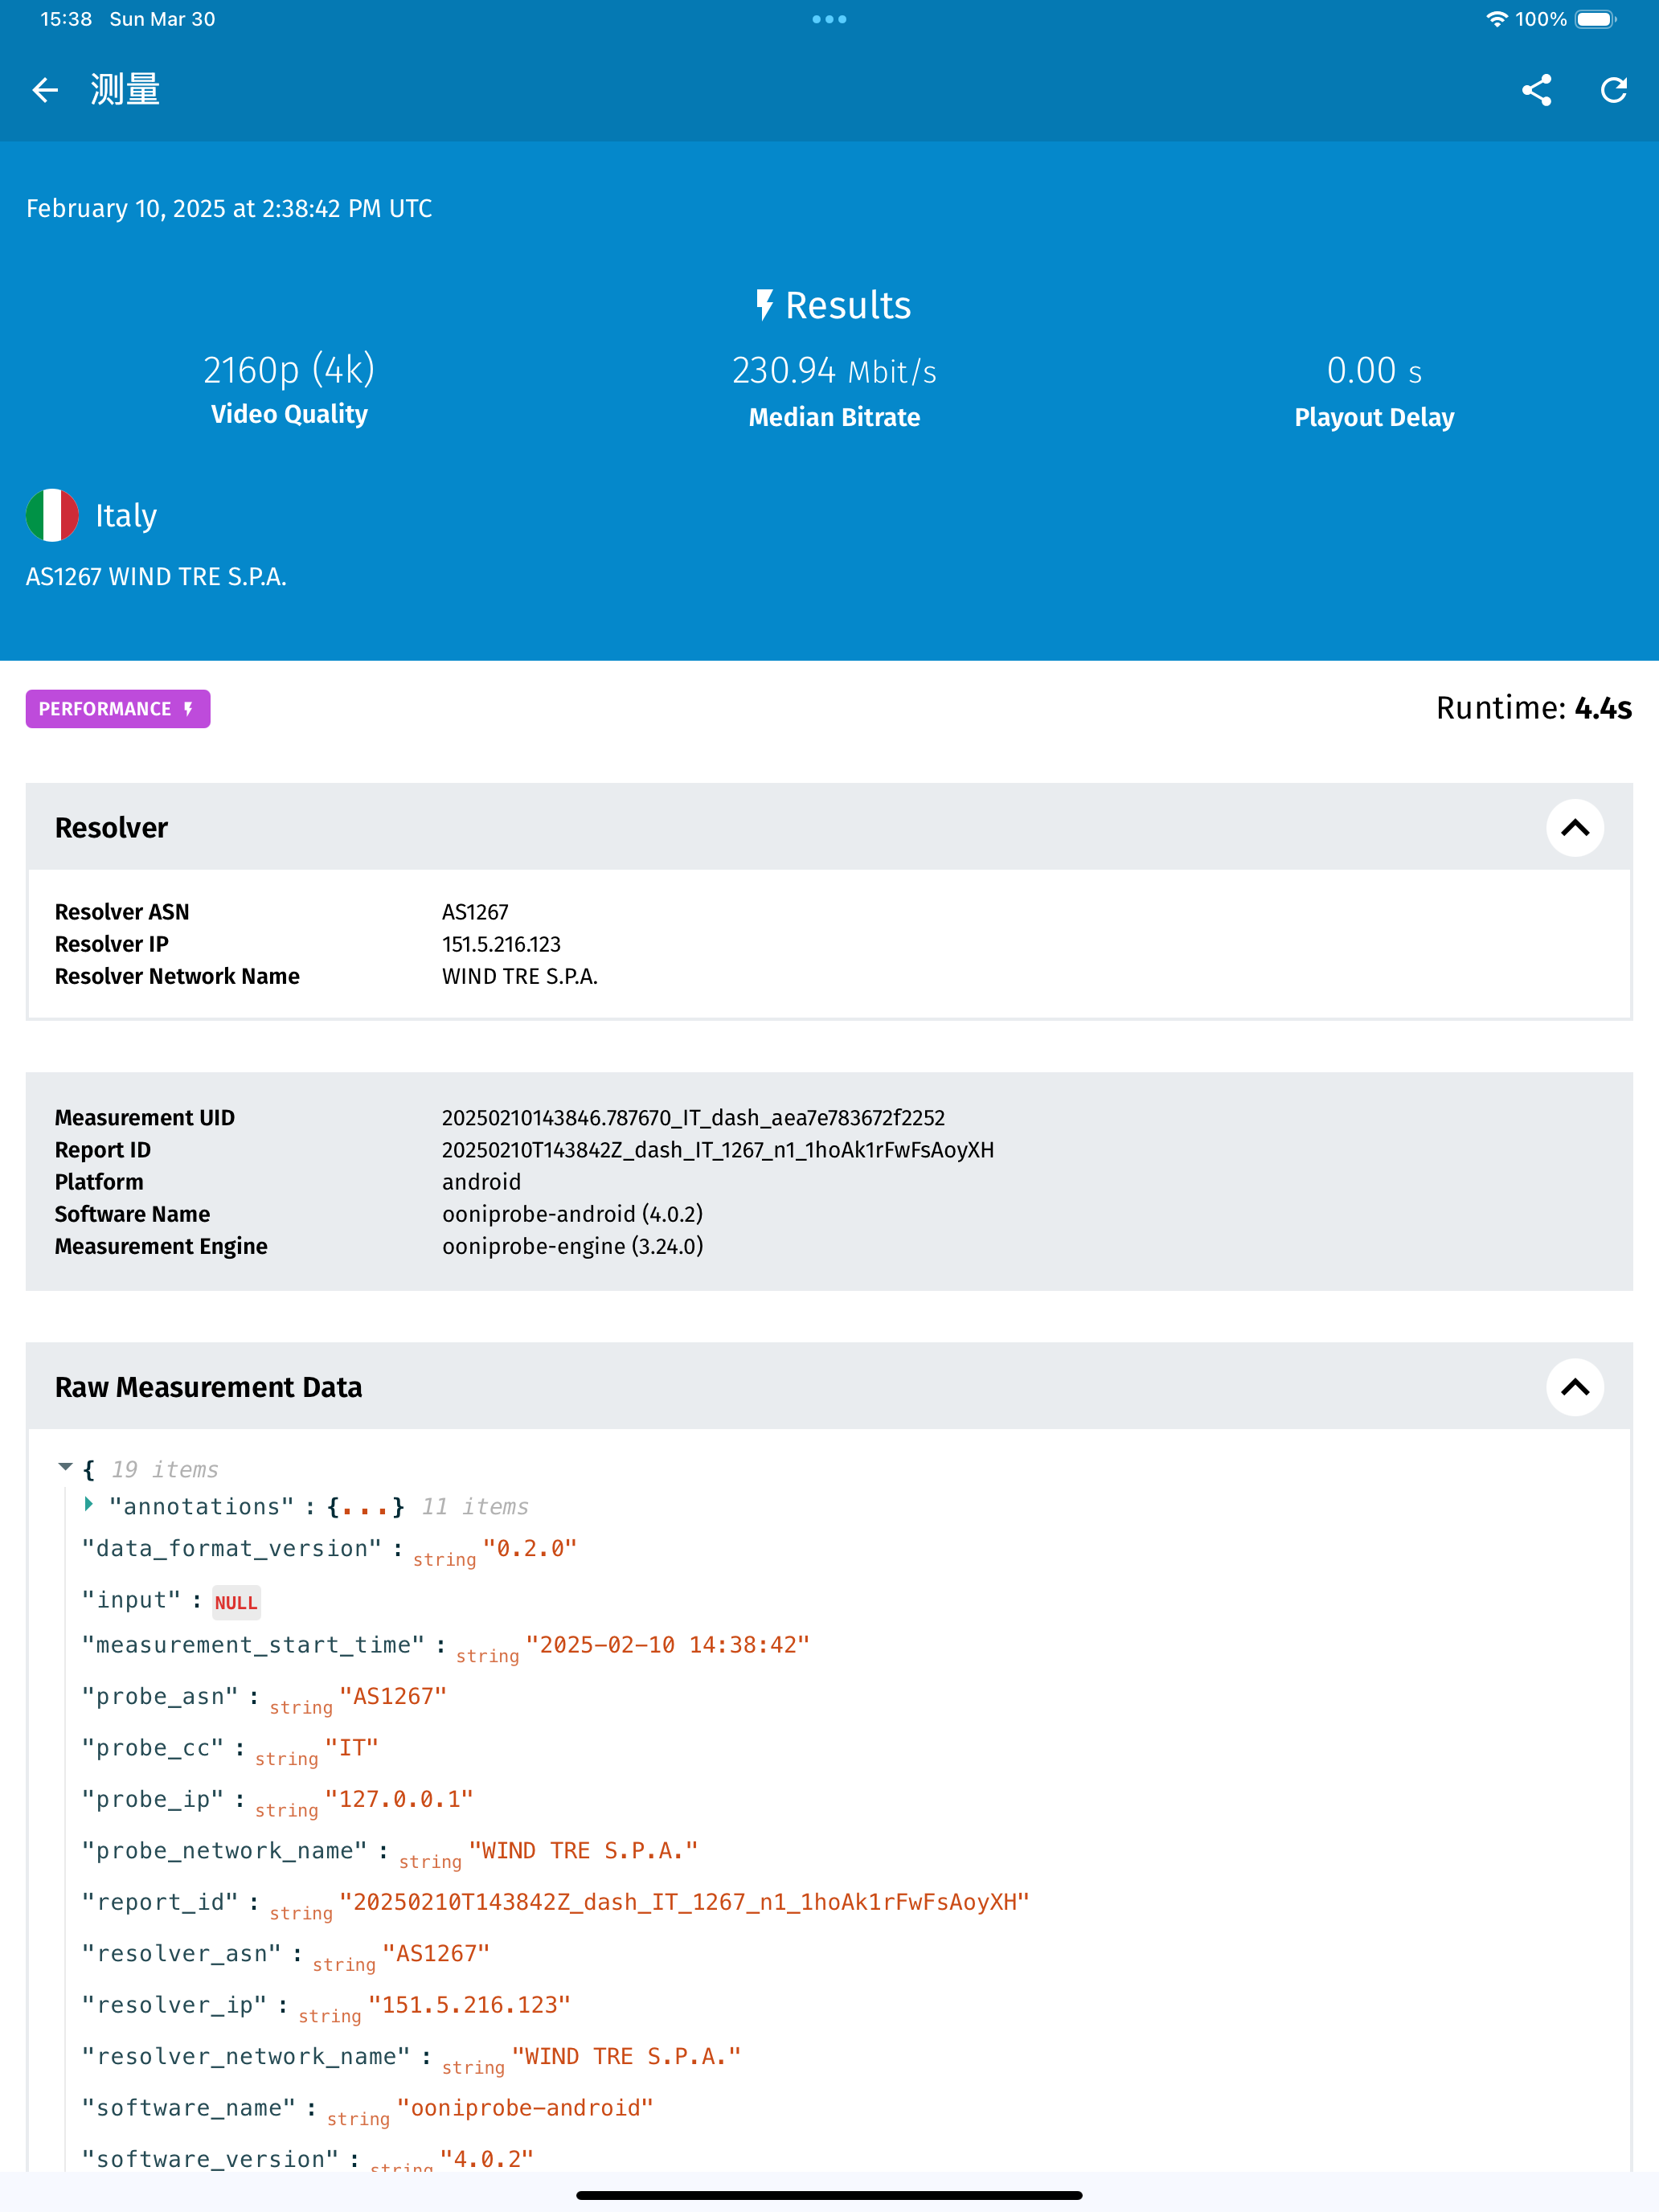 15:38 Sun Mar 30
100%
测量
February 10, 2025 at 2:38:42 PM UTC
Results
2160p (4k)
Video Quality
230.94 Mbit/s
Median Bitrate
0.00 s
Playout Delay
Italy
AS1267 WIND TRE S.P.A.
PERFORMANCE
Runtime: 4.4s
Resolver
Resolver ASN AS1267
Resolver IP 151.5.216.123
Resolver Network Name WIND TRE S.P.A.
Measurement UID 20250210143846.787670_IT_dash_aea7e783672f2252
Report ID 20250210T143842Z_dash_IT_1267_n1_1hoAk1rFwFsAoyXH
Platform android
Software Name ooniprobe-android (4.0.2)
Measurement Engine ooniprobe-engine (3.24.0)
Raw Measurement Data
{ 19 items
"annotations" : {...} 11 items
"data_format_version" : string "0.2.0"
"input" : NULL
"measurement_start_time" : string "2025-02-10 14:38:42"
"probe_asn" : string "AS1267"
"probe_cc" : string "IT"
"probe_ip" : string "127.0.0.1"
"probe_network_name" : string "WIND TRE S.P.A."
"report_id" : string "20250210T143842Z_dash_IT_1267_n1_1hoAk1rFwFsAoyXH"
"resolver_asn" : string "AS1267"
"resolver_ip" : string "151.5.216.123"
"resolver_network_name" : string "WIND TRE S.P.A."
"software_name" : string "ooniprobe-android"
"software_version" : string "4.0.2"